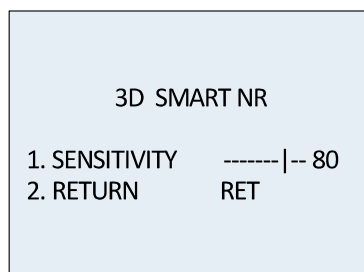 3D SMART NR
1. SENSITIVITY -------|-- 80
2. RETURN RET